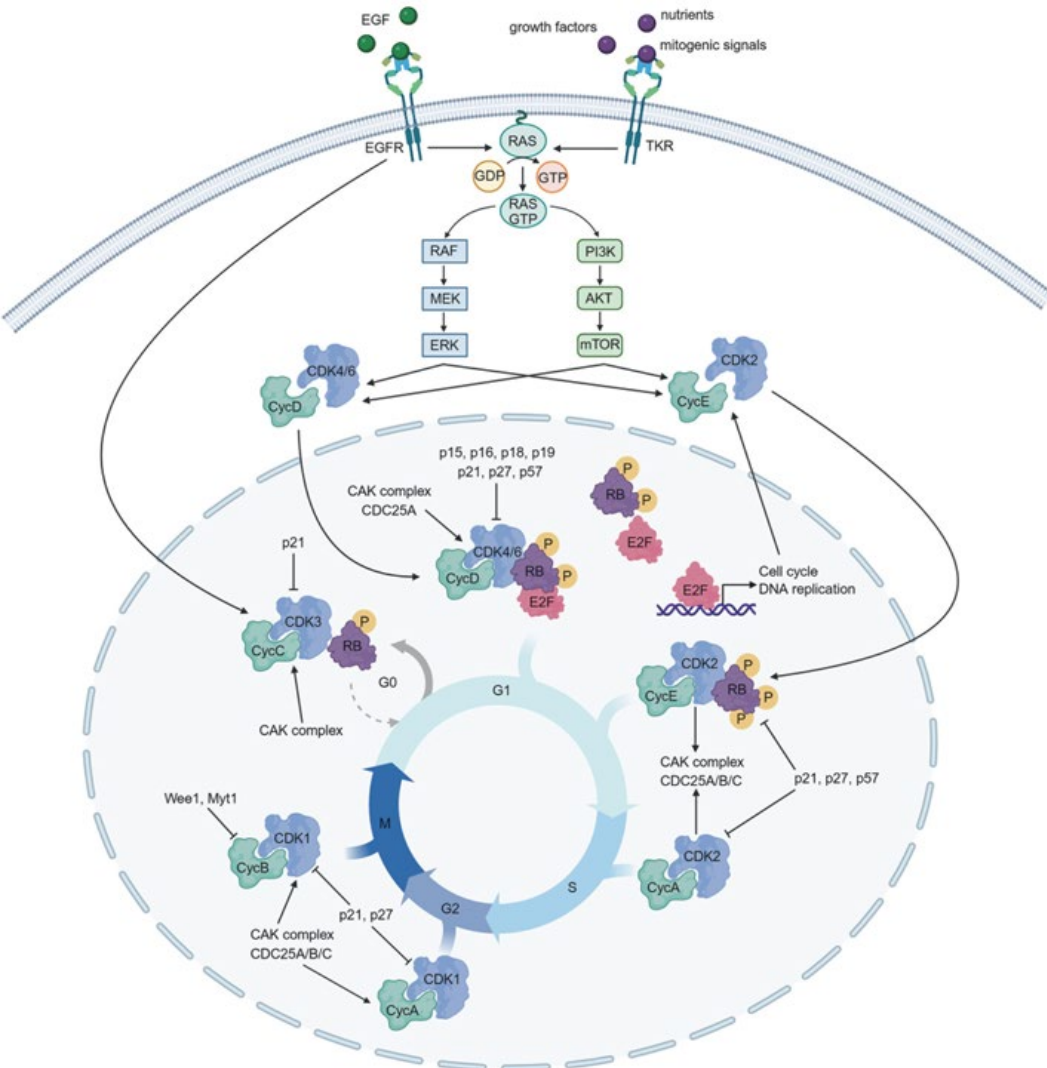 EGF
growth factors
nutrients
mitogenic signals
EGFR
RAS
TKR
GDP
GTP
RAS
GTP
RAF
PI3K
MEK
AKT
ERK
mTOR
CDK4/6
CycD
CDK2
CycE
p15, p16, p18, p19
p21, p27, p57
CAK complex
CDC25A
CDK4/6
CycD
RB
P
P
E2F
RB
P
P
E2F
E2F
Cell cycle
DNA replication
p21
CDK3
CycC
RB
P
CAK complex
G0
G1
CDK2
CycE
RB
P
P
P
CAK complex
CDC25A/B/C
p21, p27, p57
CDK2
CycA
Wee1, Myt1
CDK1
CycB
M
S
G2
p21, p27
CAK complex
CDC25A/B/C
CDK1
CycA